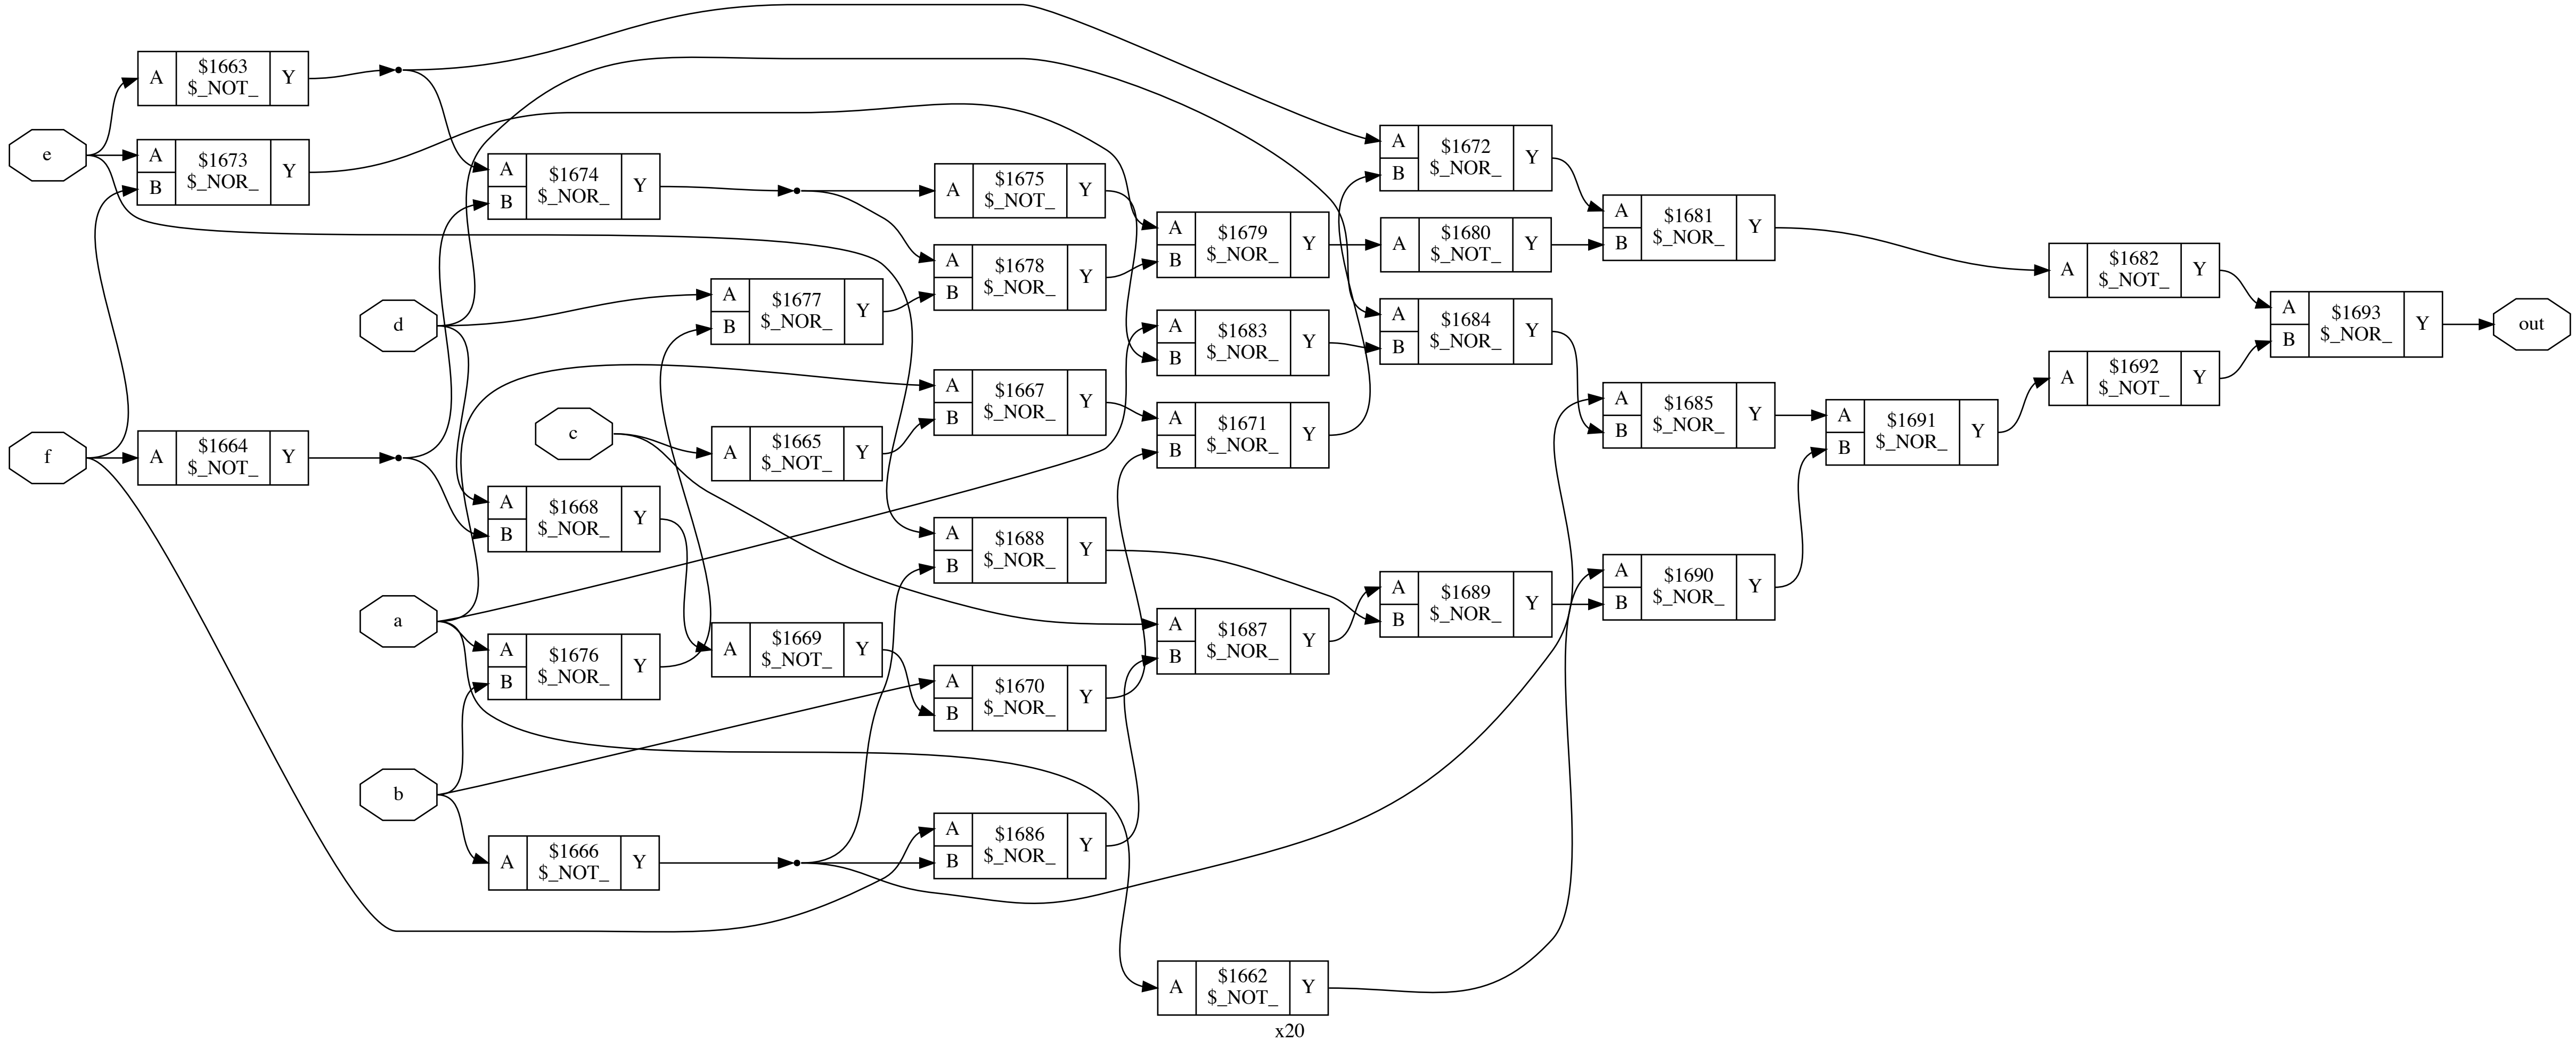 A $1663 Y
$_NOT_
e
A $1673 Y
B $_NOR_
A $1674 Y
B $_NOR_
A $1675 Y
$_NOT_
A $1678 Y
B $_NOR_
A $1679 Y
B $_NOR_
A $1672 Y
B $_NOR_
A $1680 Y
$_NOT_
A $1681 Y
B $_NOR_
A $1682 Y
$_NOT_
A $1677 Y
B $_NOR_
d
A $1683 Y
B $_NOR_
A $1684 Y
B $_NOR_
A $1693 Y
B $_NOR_
out
A $1692 Y
$_NOT_
A $1667 Y
B $_NOR_
c
A $1665 Y
$_NOT_
A $1671 Y
B $_NOR_
A $1685 Y
B $_NOR_
A $1691 Y
B $_NOR_
f
A $1664 Y
$_NOT_
A $1668 Y
B $_NOR_
A $1688 Y
B $_NOR_
A $1689 Y
B $_NOR_
A $1690 Y
B $_NOR_
a
A $1676 Y
B $_NOR_
A $1669 Y
$_NOT_
A $1687 Y
B $_NOR_
A $1670 Y
B $_NOR_
b
A $1666 Y
$_NOT_
A $1686 Y
B $_NOR_
A $1662 Y
$_NOT_
x20